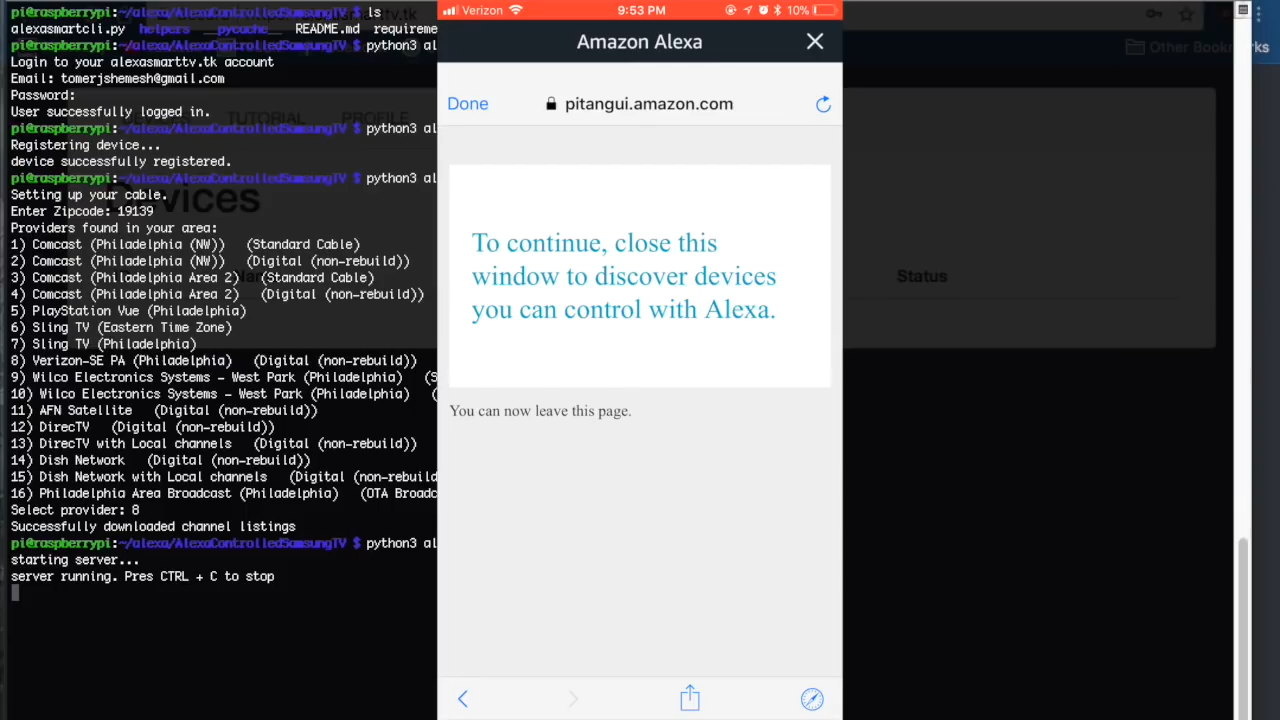 pi@raspberrypi:~/alexa/AlexaControlledSamsungTV $ ls
alexasmartcli.py helpers __pycache__ README.md requireme
pi@raspberrypi:~/alexa/AlexaControlledSamsungTV $ python3 al
Login to your alexasmarttv.tk account
Email: tomerjshemesh@gmail.com
Password:
User successfully logged in.
pi@raspberrypi:~/alexa/AlexaControlledSamsungTV $ python3 al
Registering device...
device successfully registered.
pi@raspberrypi:~/alexa/AlexaControlledSamsungTV $ python3 al
Setting up your cable.
Enter Zipcode: 19139
Providers found in your area:
1) Comcast (Philadelphia (NW)) (Standard Cable)
2) Comcast (Philadelphia (NW)) (Digital (non-rebuild))
3) Comcast (Philadelphia Area 2) (Standard Cable)
4) Comcast (Philadelphia Area 2) (Digital (non-rebuild))
5) PlayStation Vue (Philadelphia)
6) Sling TV (Eastern Time Zone)
7) Sling TV (Philadelphia)
8) Verizon-SE PA (Philadelphia) (Digital (non-rebuild))
9) Wilco Electronics Systems - West Park (Philadelphia) (S
10) Wilco Electronics Systems - West Park (Philadelphia) (
11) AFN Satellite (Digital (non-rebuild))
12) DirecTV (Digital (non-rebuild))
13) DirecTV with Local channels (Digital (non-rebuild))
14) Dish Network (Digital (non-rebuild))
15) Dish Network with Local channels (Digital (non-rebuild
16) Philadelphia Area Broadcast (Philadelphia) (OTA Broadc
Select provider: 8
Successfully downloaded channel listings
pi@raspberrypi:~/alexa/AlexaControlledSamsungTV $ python3 al
starting server...
server running. Pres CTRL + C to stop
TUTORIAL PROFILE
Devices
Verizon 9:53 PM 10%
Amazon Alexa
Done pitangui.amazon.com
To continue, close this
window to discover devices
you can control with Alexa.
You can now leave this page.
Other Bookmarks
Status